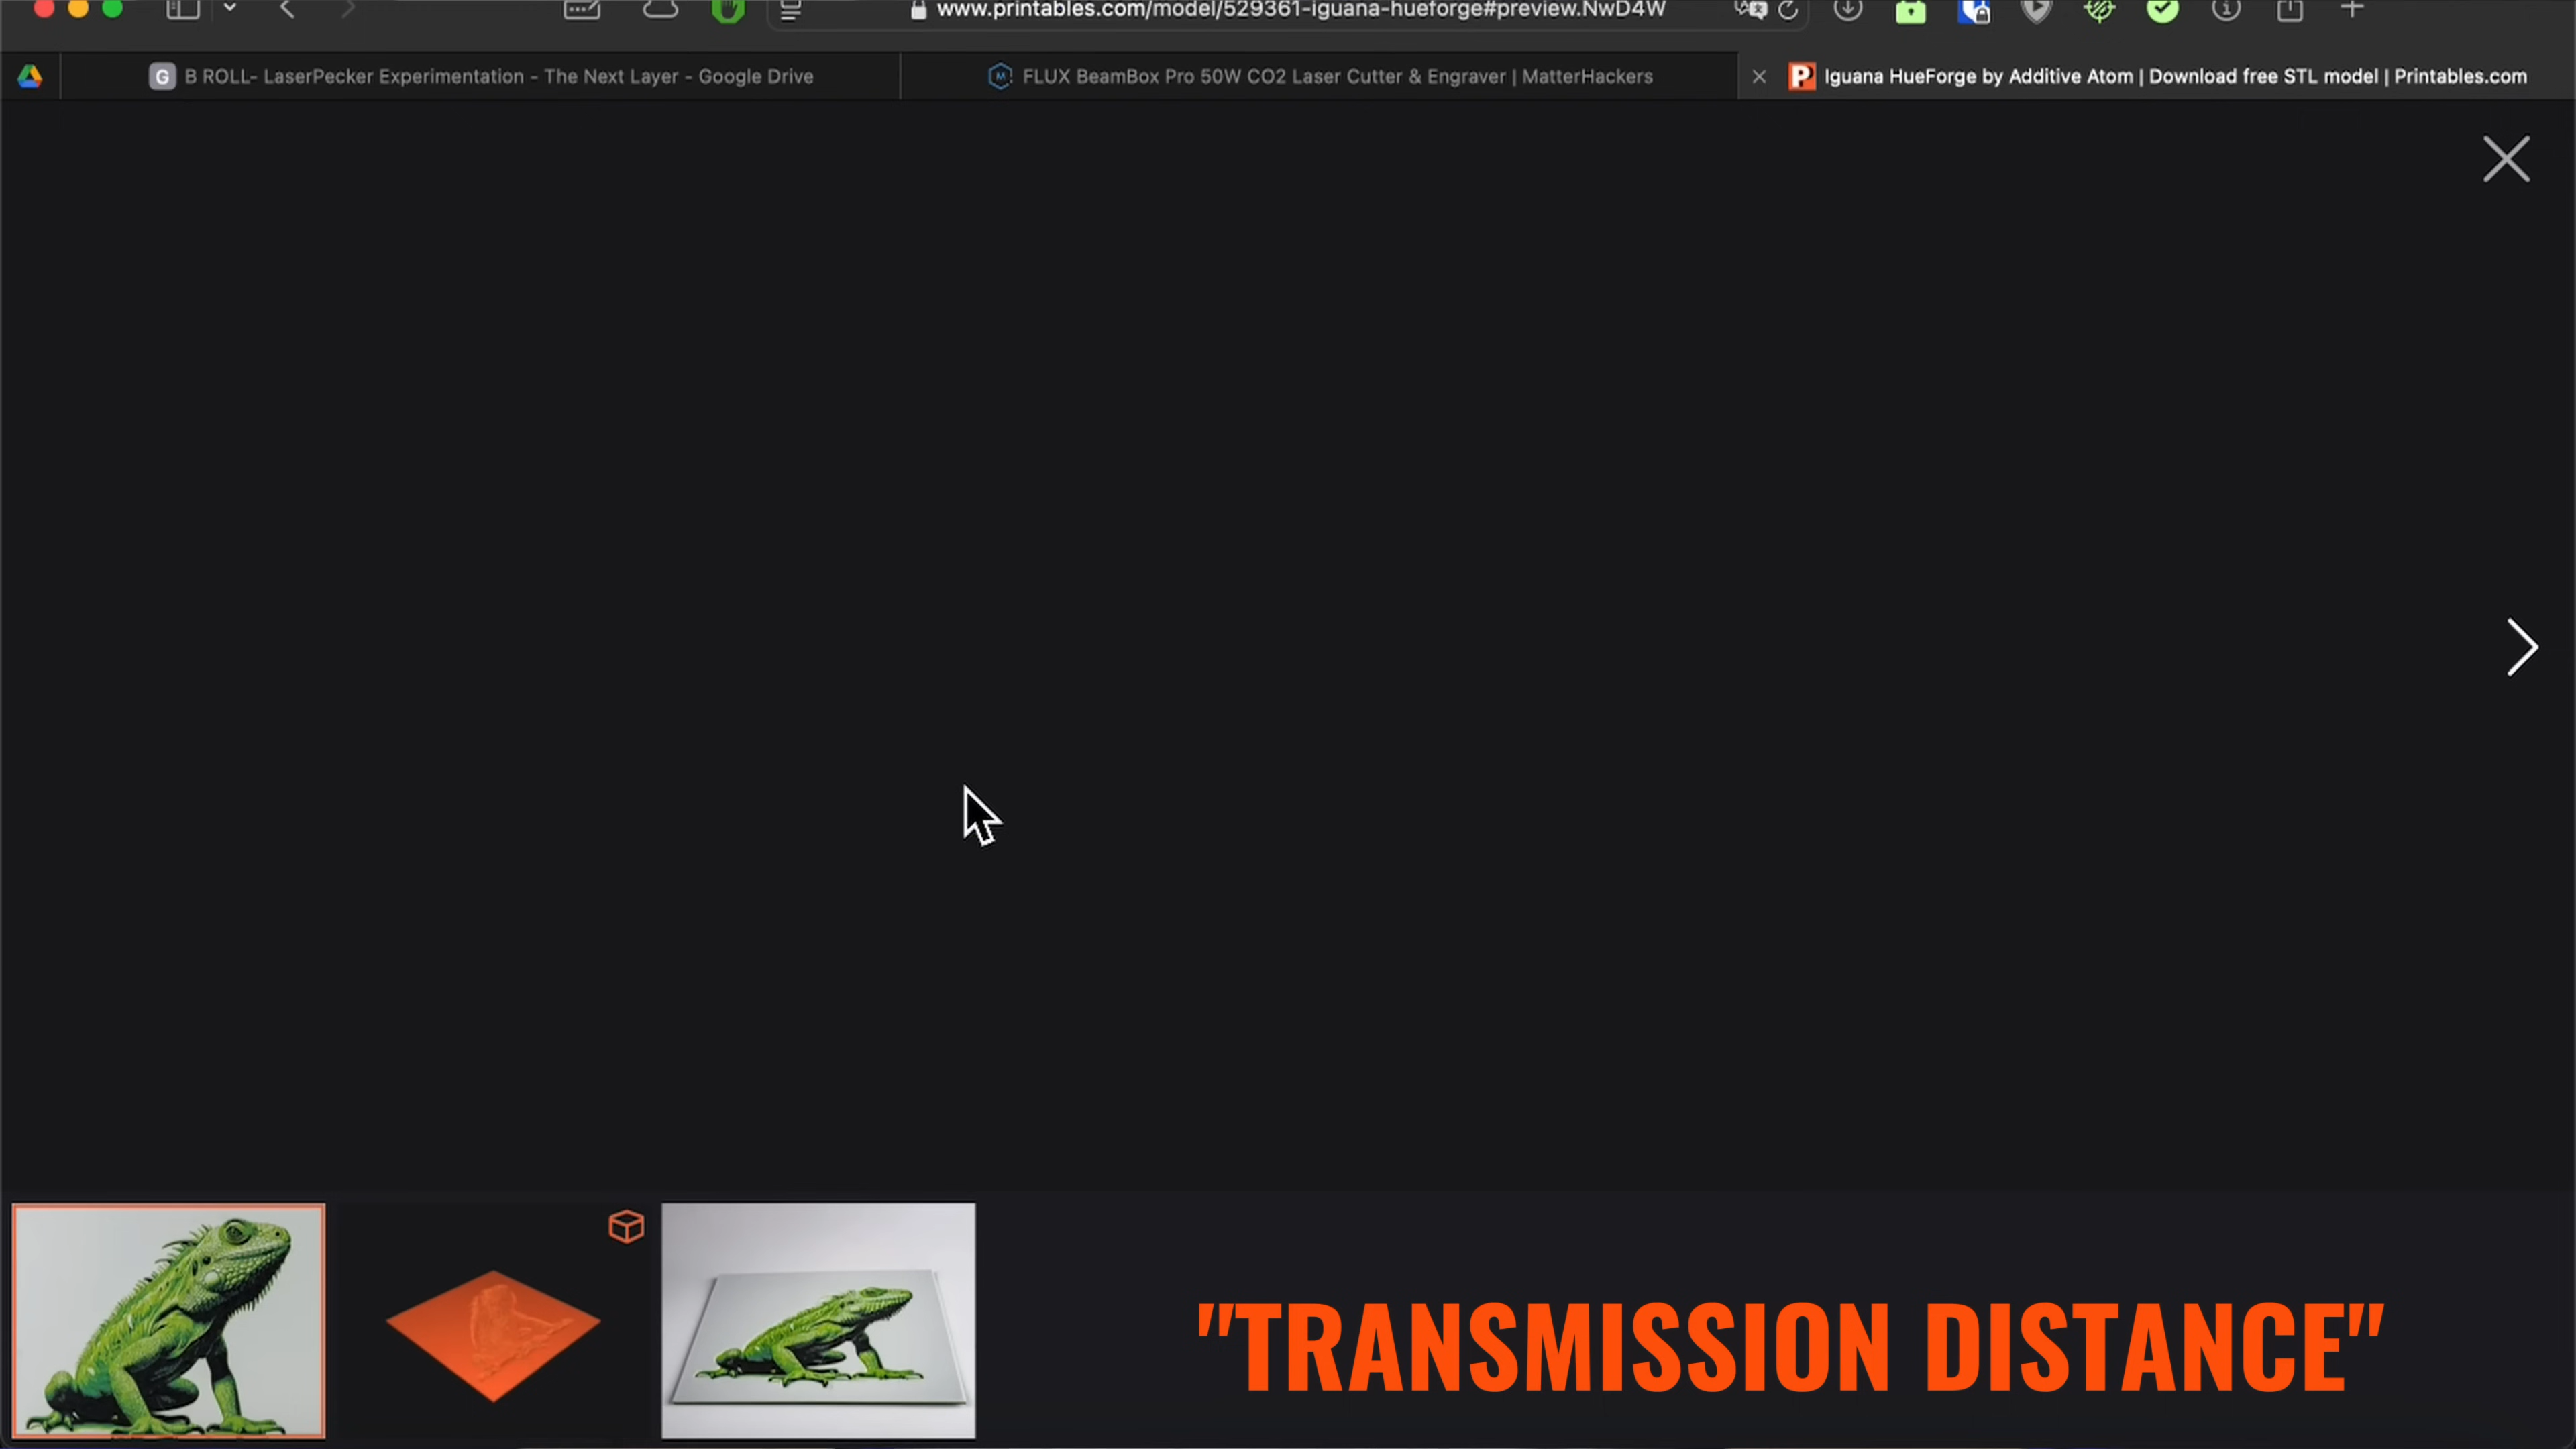 www.printables.com/model/529361-iguana-hueforge#preview.NwD4W
G B ROLL- LaserPecker Experimentation - The Next Layer - Google Drive
M FLUX BeamBox Pro 50W CO2 Laser Cutter & Engraver | MatterHackers
P Iguana HueForge by Additive Atom | Download free STL model | Printables.com
"TRANSMISSION DISTANCE"